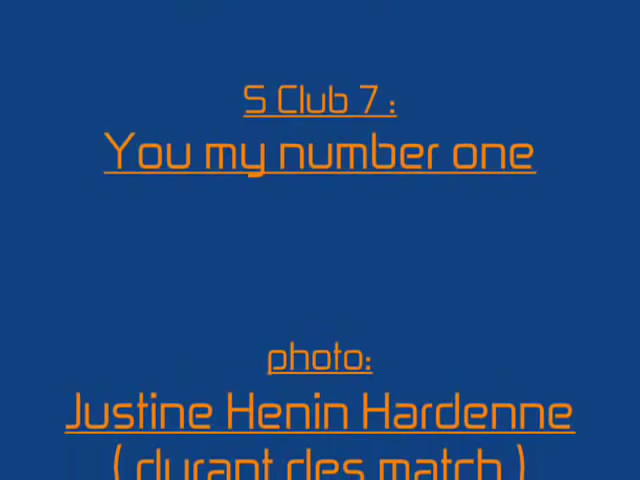 S Club 7 :
You my number one
photo:
Justine Henin Hardenne
( durant des match )